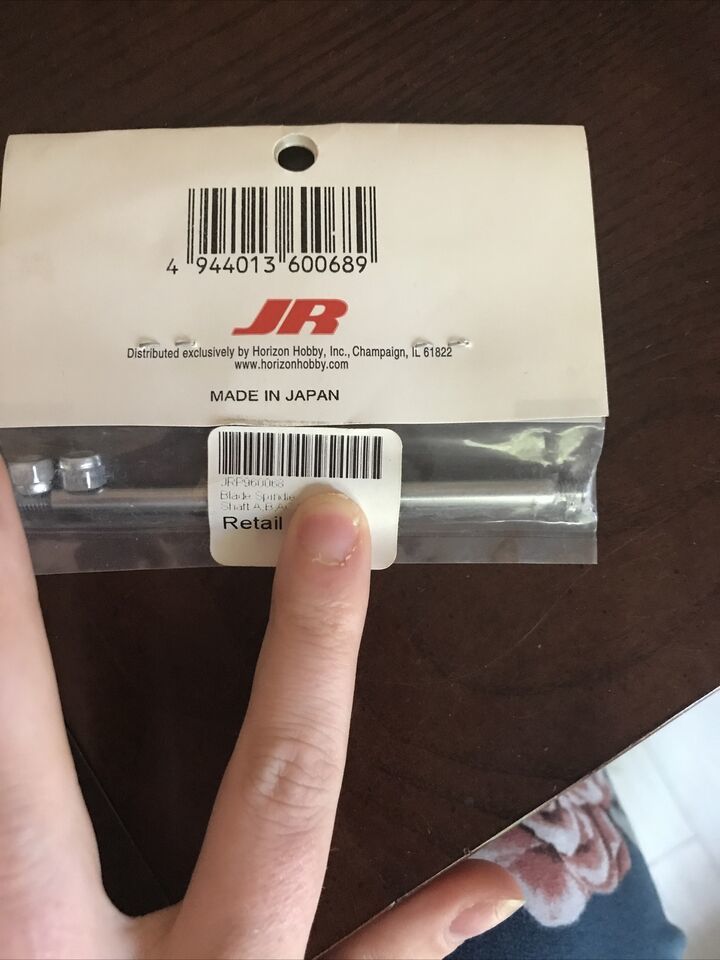 4 944013 600689
JR
Distributed exclusively by Horizon Hobby, Inc., Champaign, IL 61822
www.horizonhobby.com
MADE IN JAPAN
JRP960068
Blade Spindle
Shaft A,B,A
Retail